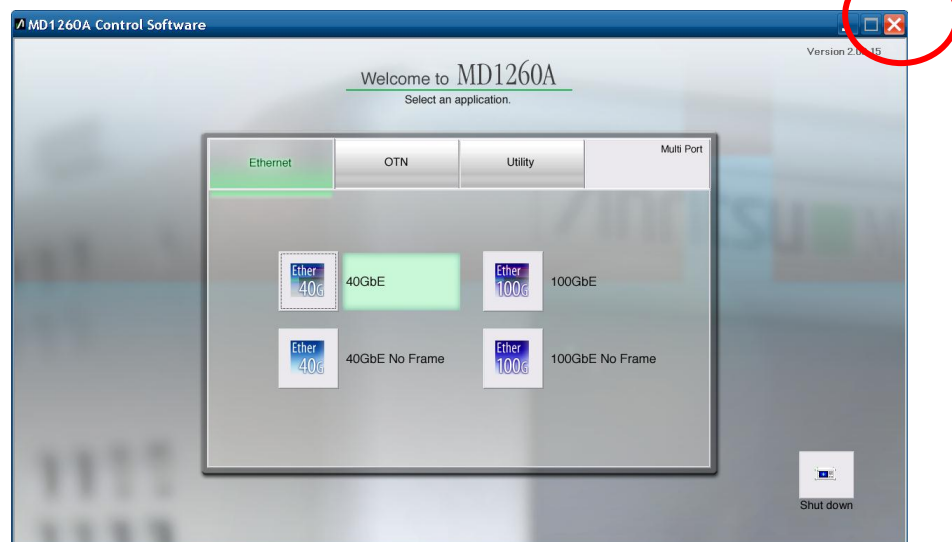 MD1260A Control Software
Welcome to MD1260A
Select an application.
Ethernet
OTN
Utility
Multi Port
Ether 40G
40GbE
Ether 100G
100GbE
Ether 40G
40GbE No Frame
Ether 100G
100GbE No Frame
Shut down